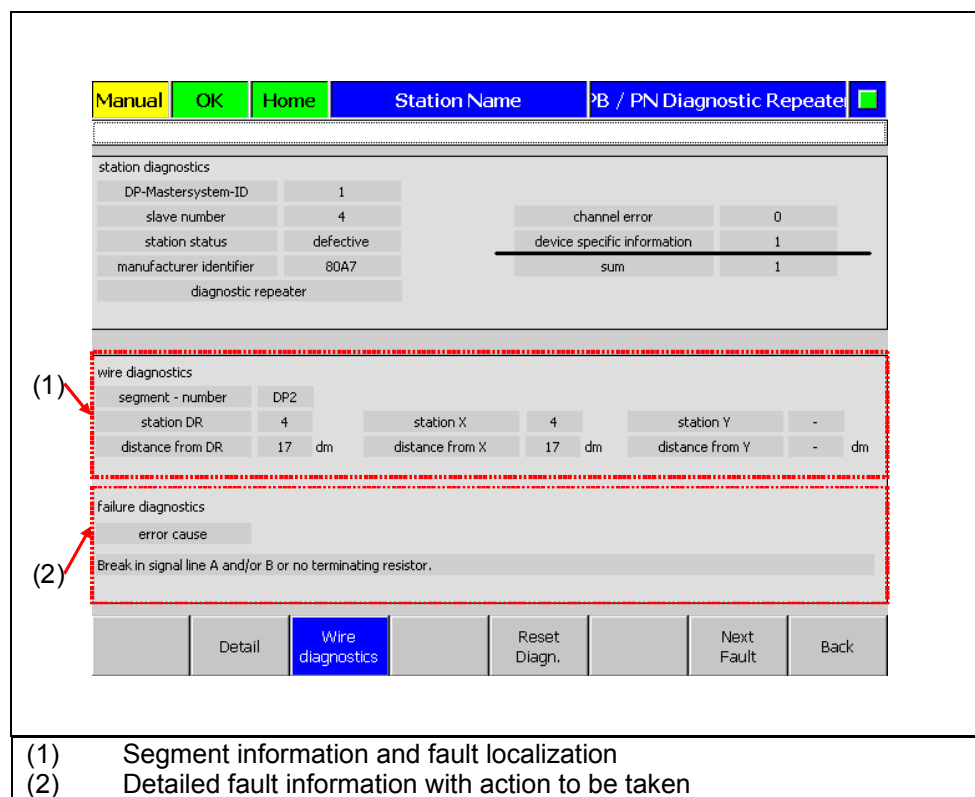 Manual OK Home Station Name PB / PN Diagnostic Repeater
station diagnostics
DP-Mastersystem-ID 1
slave number 4 channel error 0
station status defective device specific information 1
manufacturer identifier 80A7 sum 1
diagnostic repeater
(1)
wire diagnostics
segment - number DP2
station DR 4 station X 4 station Y -
distance from DR 17 dm distance from X 17 dm distance from Y - dm
(2)
failure diagnostics
error cause
Break in signal line A and/or B or no terminating resistor.
Detail Wire diagnostics Reset Diagn. Next Fault Back
(1) Segment information and fault localization
(2) Detailed fault information with action to be taken